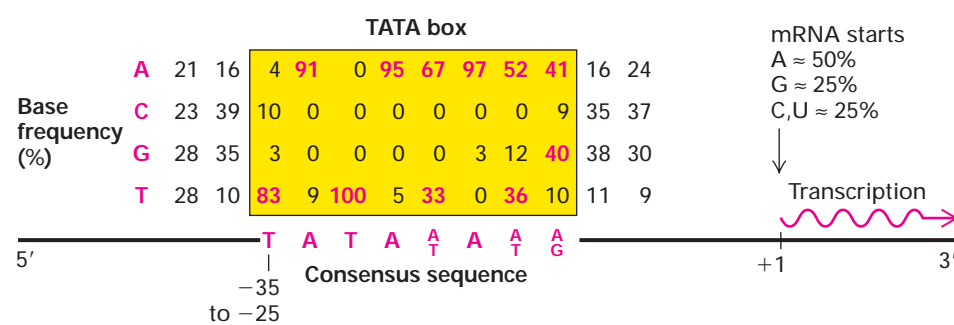 TATA box
mRNA starts
A ≈ 50%
G ≈ 25%
C,U ≈ 25%
Base
frequency
(%)
A 21 16 4 91 0 95 67 97 52 41 16 24
C 23 39 10 0 0 0 0 0 0 9 35 37
G 28 35 3 0 0 0 0 3 12 40 38 30
T 28 10 83 9 100 5 33 0 36 10 11 9
Transcription
T A T A A/T A A/T A/G
5′
Consensus sequence
+1
3′
−35
to −25